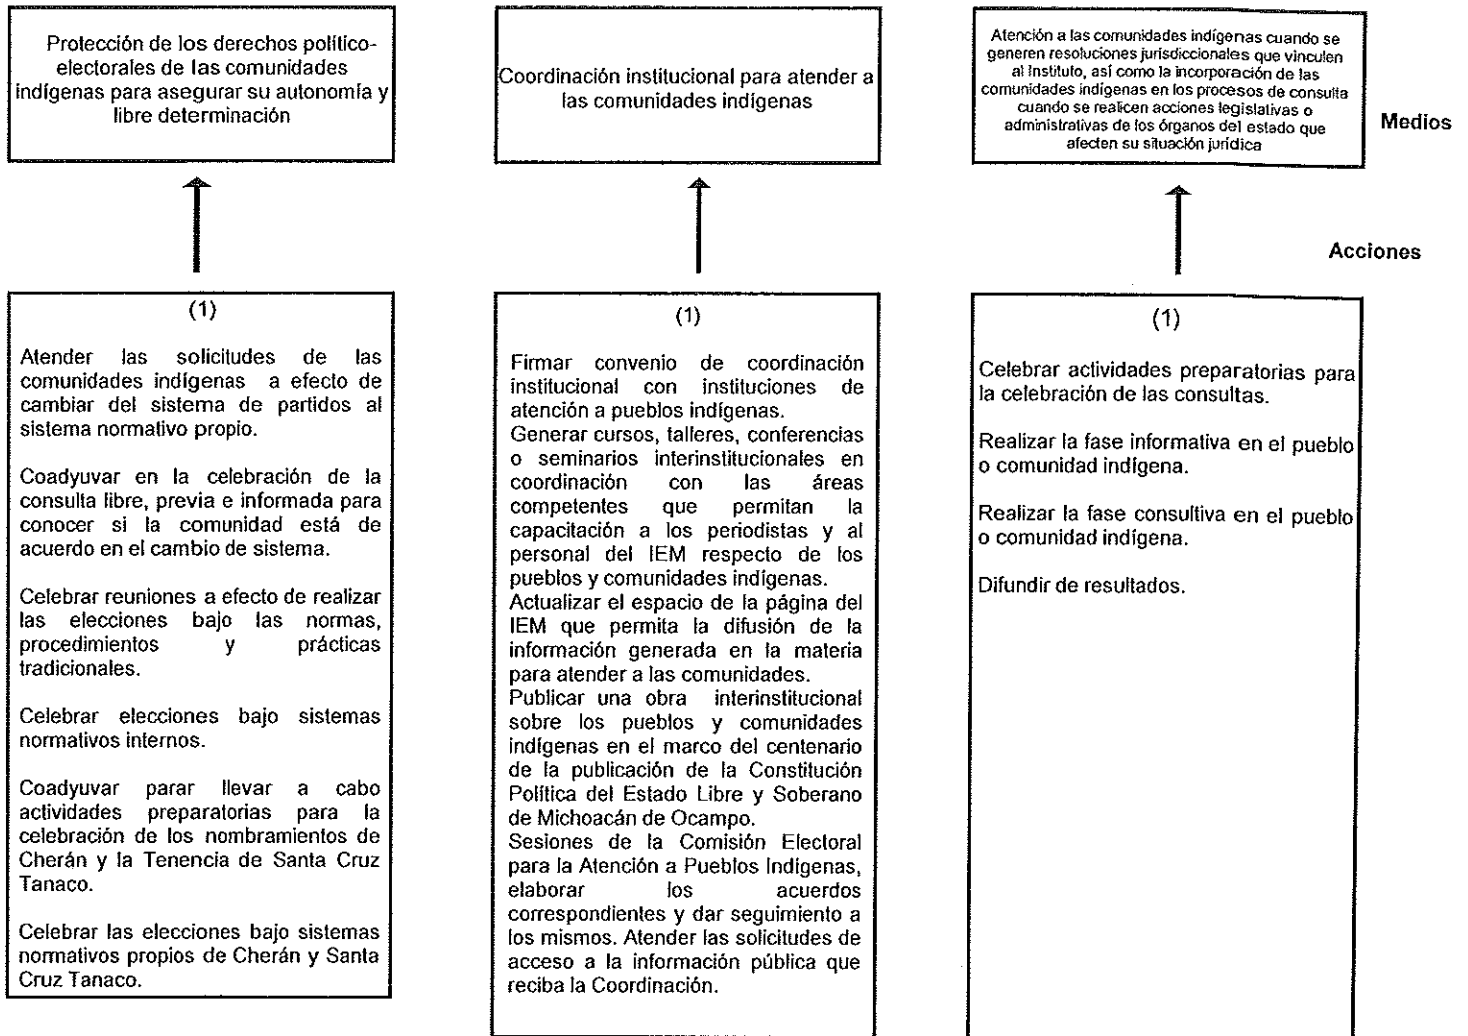 Protección de los derechos político-
electorales de las comunidades
indígenas para asegurar su autonomía y
libre determinación
Coordinación institucional para atender a
las comunidades indígenas
Atención a las comunidades indígenas cuando se
generen resoluciones jurisdiccionales que vinculen
al Instituto, así como la incorporación de las
comunidades indígenas en los procesos de consulta
cuando se realicen acciones legislativas o
administrativas de los órganos del estado que
afecten su situación jurídica
Medios
Acciones
(1)
Atender las solicitudes de las
comunidades indígenas a efecto de
cambiar del sistema de partidos al
sistema normativo propio.
Coadyuvar en la celebración de la
consulta libre, previa e informada para
conocer si la comunidad está de
acuerdo en el cambio de sistema.
Celebrar reuniones a efecto de realizar
las elecciones bajo las normas,
procedimientos y prácticas
tradicionales.
Celebrar elecciones bajo sistemas
normativos internos.
Coadyuvar parar llevar a cabo
actividades preparatorias para la
celebración de los nombramientos de
Cherán y la Tenencia de Santa Cruz
Tanaco.
Celebrar las elecciones bajo sistemas
normativos propios de Cherán y Santa
Cruz Tanaco.
(1)
Firmar convenio de coordinación
institucional con instituciones de
atención a pueblos indígenas.
Generar cursos, talleres, conferencias
o seminarios interinstitucionales en
coordinación con las áreas
competentes que permitan la
capacitación a los periodistas y al
personal del IEM respecto de los
pueblos y comunidades indígenas.
Actualizar el espacio de la página del
IEM que permita la difusión de la
información generada en la materia
para atender a las comunidades.
Publicar una obra interinstitucional
sobre los pueblos y comunidades
indígenas en el marco del centenario
de la publicación de la Constitución
Política del Estado Libre y Soberano
de Michoacán de Ocampo.
Sesiones de la Comisión Electoral
para la Atención a Pueblos Indígenas,
elaborar los acuerdos
correspondientes y dar seguimiento a
los mismos. Atender las solicitudes de
acceso a la información pública que
reciba la Coordinación.
(1)
Celebrar actividades preparatorias para
la celebración de las consultas.
Realizar la fase informativa en el pueblo
o comunidad indígena.
Realizar la fase consultiva en el pueblo
o comunidad indígena.
Difundir de resultados.